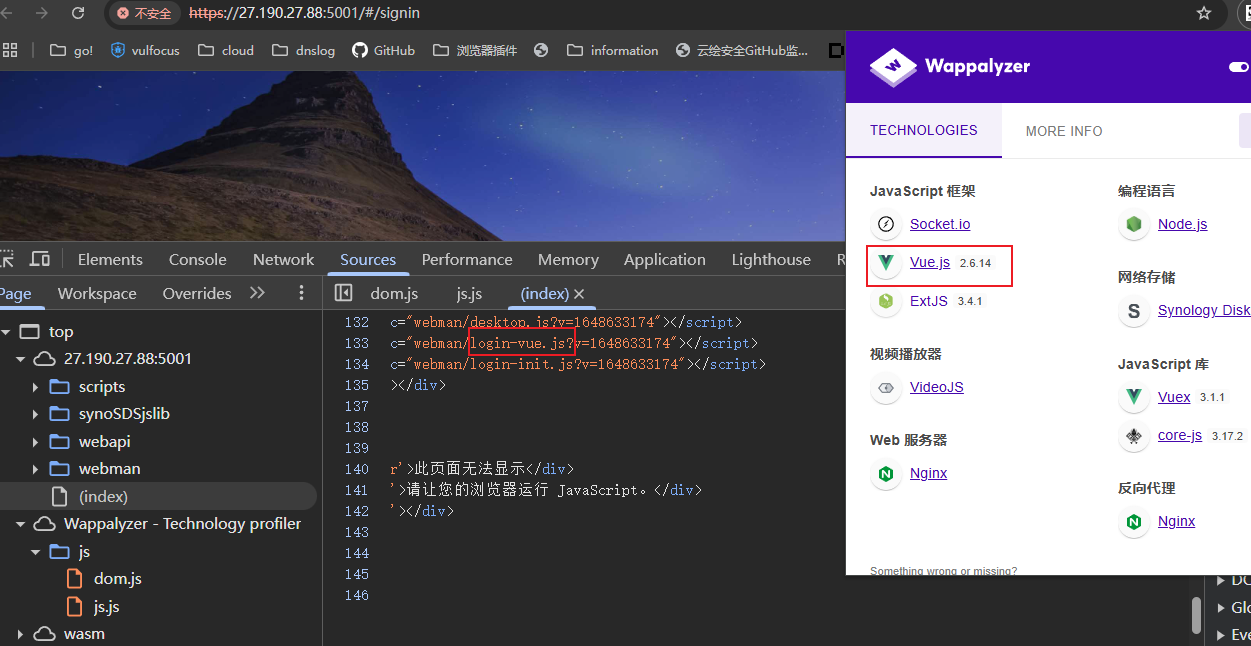 不安全 https://27.190.27.88:5001/#/signin
go! vulfocus cloud dnslog GitHub 浏览器插件 information 云绘安全GitHub监...
Wappalyzer
TECHNOLOGIES MORE INFO
JavaScript 框架
Socket.io
Vue.js 2.6.14
ExtJS 3.4.1
视频播放器
VideoJS
Web 服务器
Nginx
编程语言
Node.js
网络存储
Synology Disk
JavaScript 库
Vuex 3.1.1
core-js 3.17.2
反向代理
Nginx
Something wrong or missing?
Elements Console Network Sources Performance Memory Application Lighthouse R
Page Workspace Overrides
dom.js js.js (index)
top
27.190.27.88:5001
scripts
synoSDSjslib
webapi
webman
(index)
Wappalyzer - Technology profiler
js
dom.js
js.js
wasm
132 c="webman/desktop.js?v=1648633174"></script>
133 c="webman/login-vue.js?v=1648633174"></script>
134 c="webman/login-init.js?v=1648633174"></script>
135 ></div>
137
138
139
140 r'>此页面无法显示</div>
141 '>请让您的浏览器运行 JavaScript。</div>
142 '></div>
143
144
145
146
DO
Glo
Eve